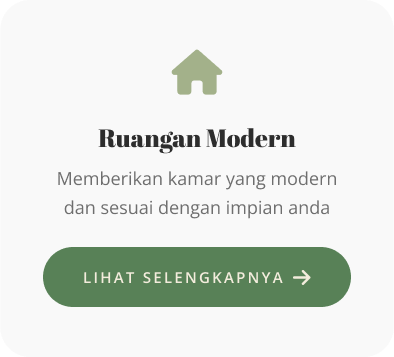 Ruangan Modern
Memberikan kamar yang modern
dan sesuai dengan impian anda
LIHAT SELENGKAPNYA →